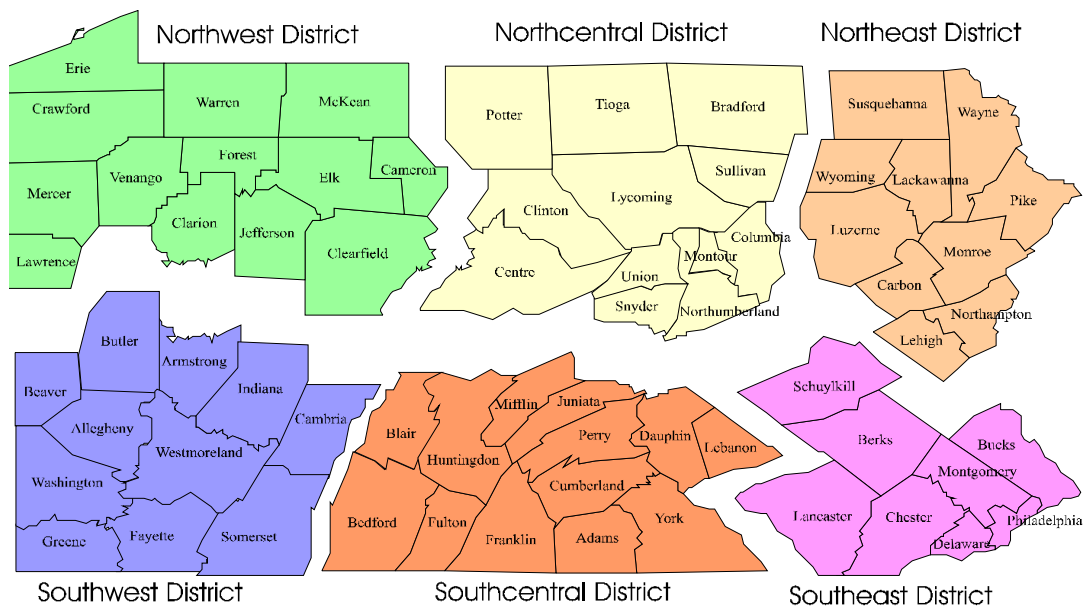 Northwest District
Erie
Crawford
Warren
McKean
Forest
Venango
Elk
Cameron
Mercer
Clarion
Jefferson
Clearfield
Lawrence
Northcentral District
Potter
Tioga
Bradford
Sullivan
Lycoming
Clinton
Columbia
Centre
Union
Montour
Snyder
Northumberland
Northeast District
Susquehanna
Wayne
Wyoming
Lackawanna
Pike
Luzerne
Monroe
Carbon
Northampton
Lehigh
Butler
Armstrong
Beaver
Indiana
Cambria
Allegheny
Westmoreland
Washington
Greene
Fayette
Somerset
Southwest District
Mifflin
Juniata
Blair
Perry
Dauphin
Lebanon
Huntingdon
Cumberland
Bedford
Fulton
Franklin
Adams
York
Southcentral District
Schuylkill
Berks
Bucks
Montgomery
Lancaster
Chester
Philadelphia
Delaware
Southeast District